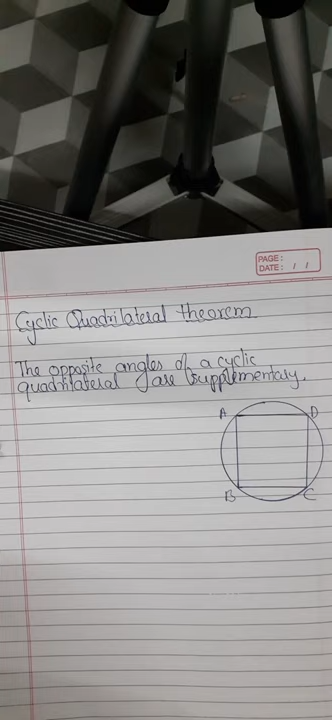 PAGE:
DATE: / /
Cyclic Quadrilateral theorem
The opposite angles of a cyclic
quadrilateral are supplementary.
A D
B C